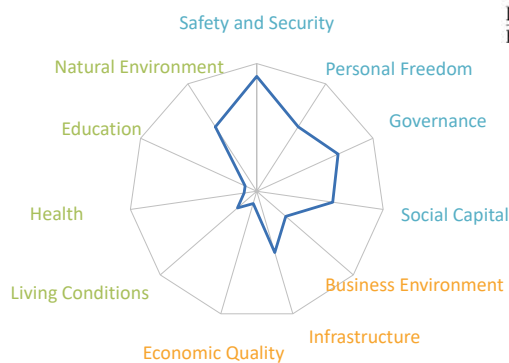 Safety and Security
Natural Environment
Personal Freedom
Education
Governance
Health
Social Capital
Living Conditions
Business Environment
Infrastructure
Economic Quality